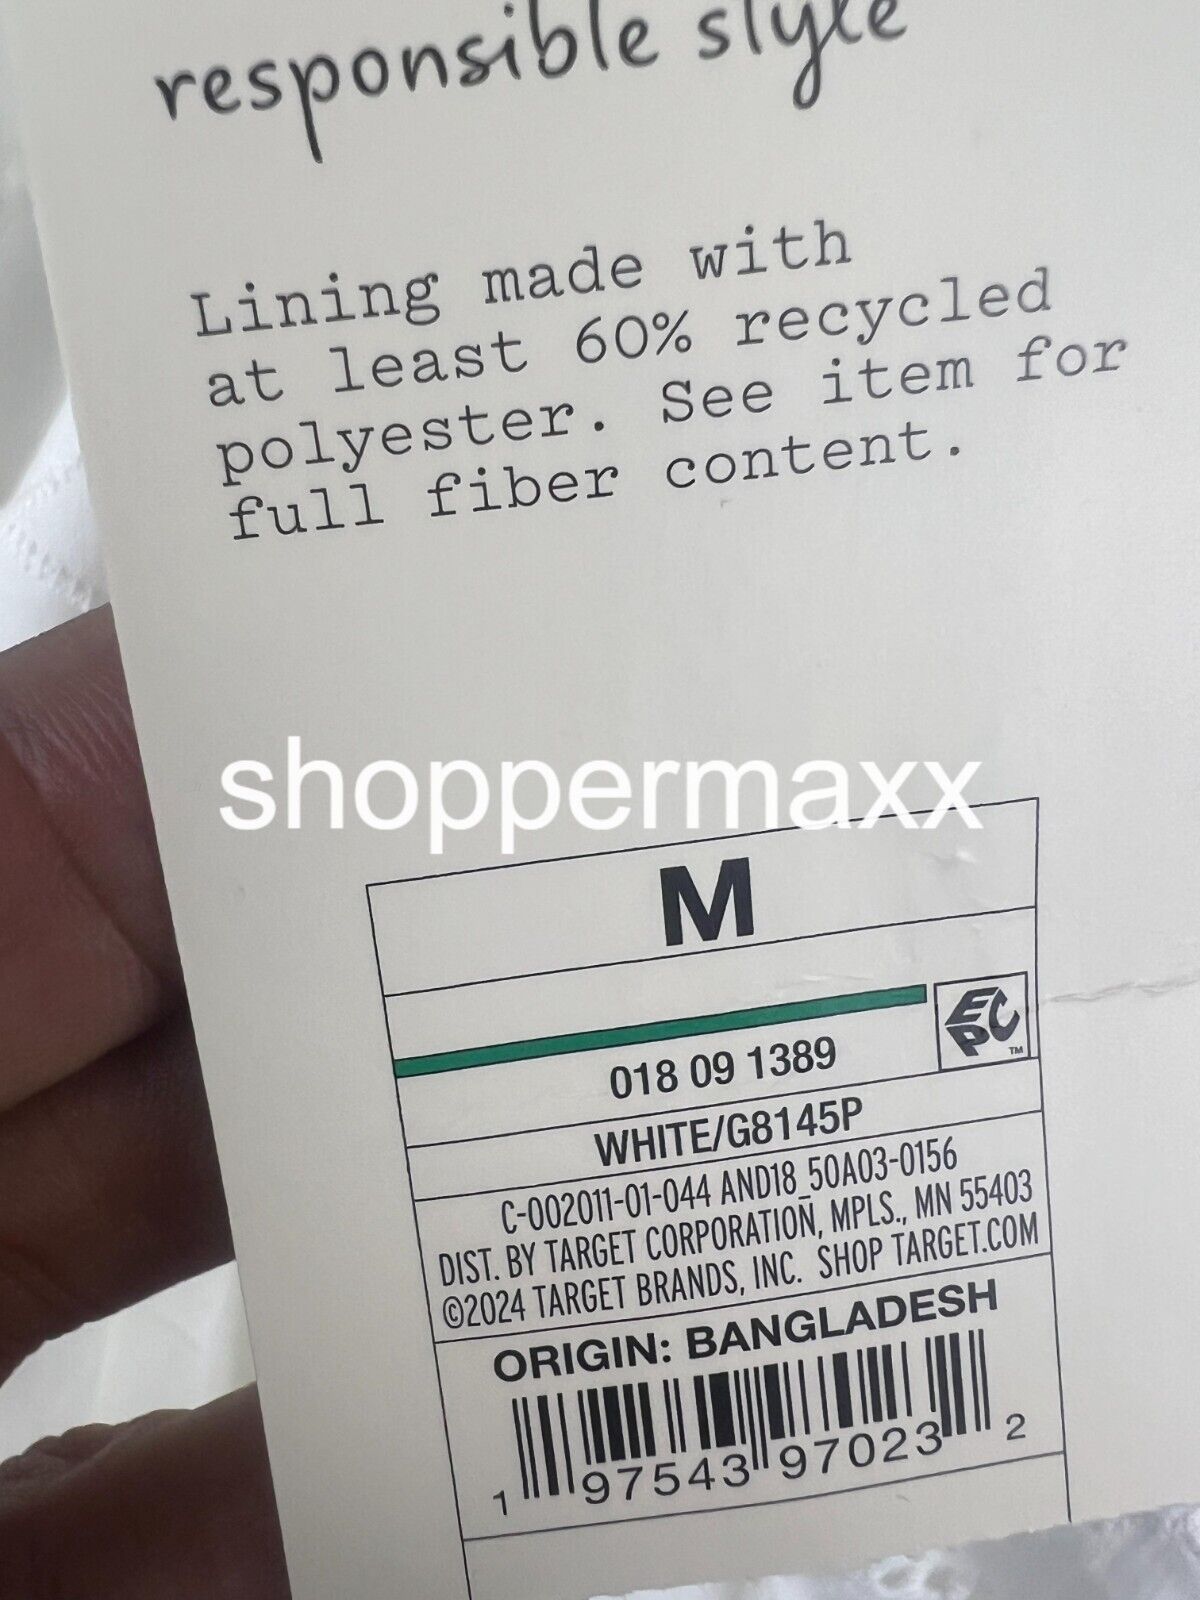 responsible style
Lining made with
at least 60% recycled
polyester. See item for
full fiber content.
shoppermaxx
M
EPC
TM
018 09 1389
WHITE/G8145P
C-002011-01-044 AND18_50A03-0156
DIST. BY TARGET CORPORATION, MPLS., MN 55403
©2024 TARGET BRANDS, INC. SHOP TARGET.COM
ORIGIN: BANGLADESH
1 97543 97023 2